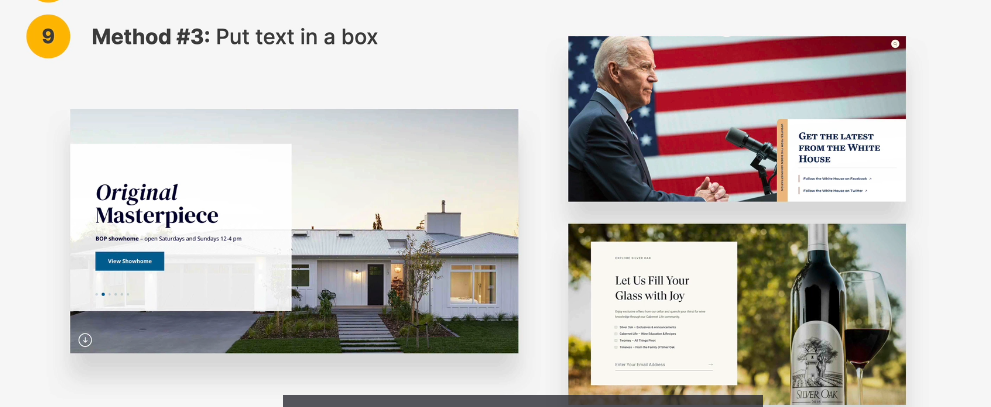 9
Method #3: Put text in a box
Original
Masterpiece
BOP showhome - open Saturdays and Sundays 12-4 pm
View Showhome
GET THE LATEST
FROM THE WHITE
HOUSE
Follow the White House on Facebook
Follow the White House on Twitter
Let Us Fill Your
Glass with Joy
Enter Your Email Address
SILVER OAK